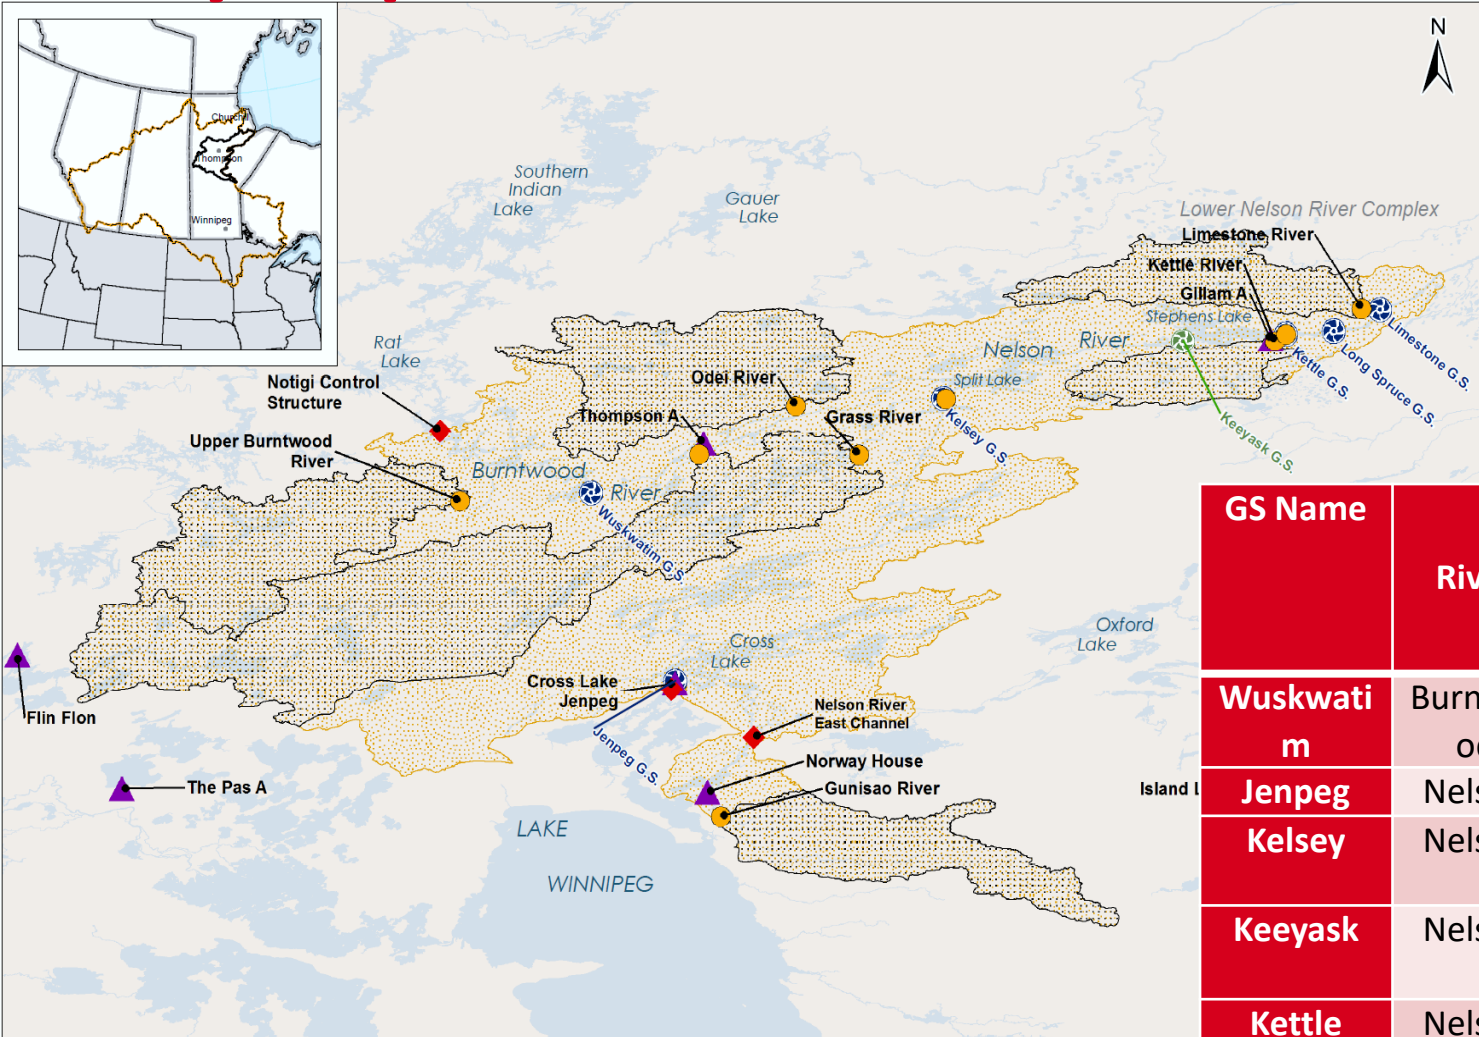 N
Churchill
Thompson
Winnipeg
Southern
Indian
Lake
Gauer
Lake
Lower Nelson River Complex
Limestone River
Kettle River
Gillam A
Stephens Lake
Rat
Lake
Nelson River
Split Lake
Limestone G.S.
Long Spruce G.S.
Kettle G.S.
Keeyask G.S.
Kelsey G.S.
Notigi Control
Structure
Odei River
Thompson A
Grass River
Upper Burntwood
River
Burntwood
River
Wuskwatim G.S.
Oxford
Lake
Cross
Lake
Cross Lake
Jenpeg
Jenpeg G.S.
Nelson River
East Channel
Flin Flon
The Pas A
Norway House
Gunisao River
Island L
LAKE
WINNIPEG
GS Name
Riv
Wuskwati
m
Burn
Jenpeg
Nels
Kelsey
Nels
Keeyask
Nels
Kettle
Nels